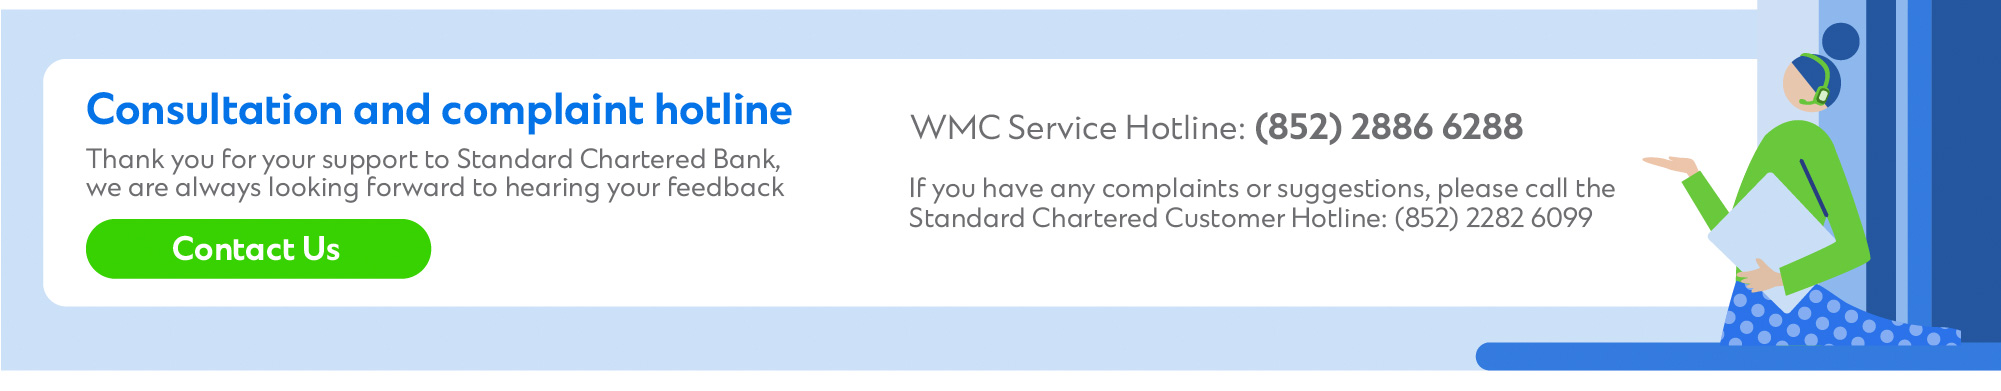 Consultation and complaint hotline
Thank you for your support to Standard Chartered Bank,
we are always looking forward to hearing your feedback
Contact Us
WMC Service Hotline: (852) 2886 6288
If you have any complaints or suggestions, please call the
Standard Chartered Customer Hotline: (852) 2282 6099